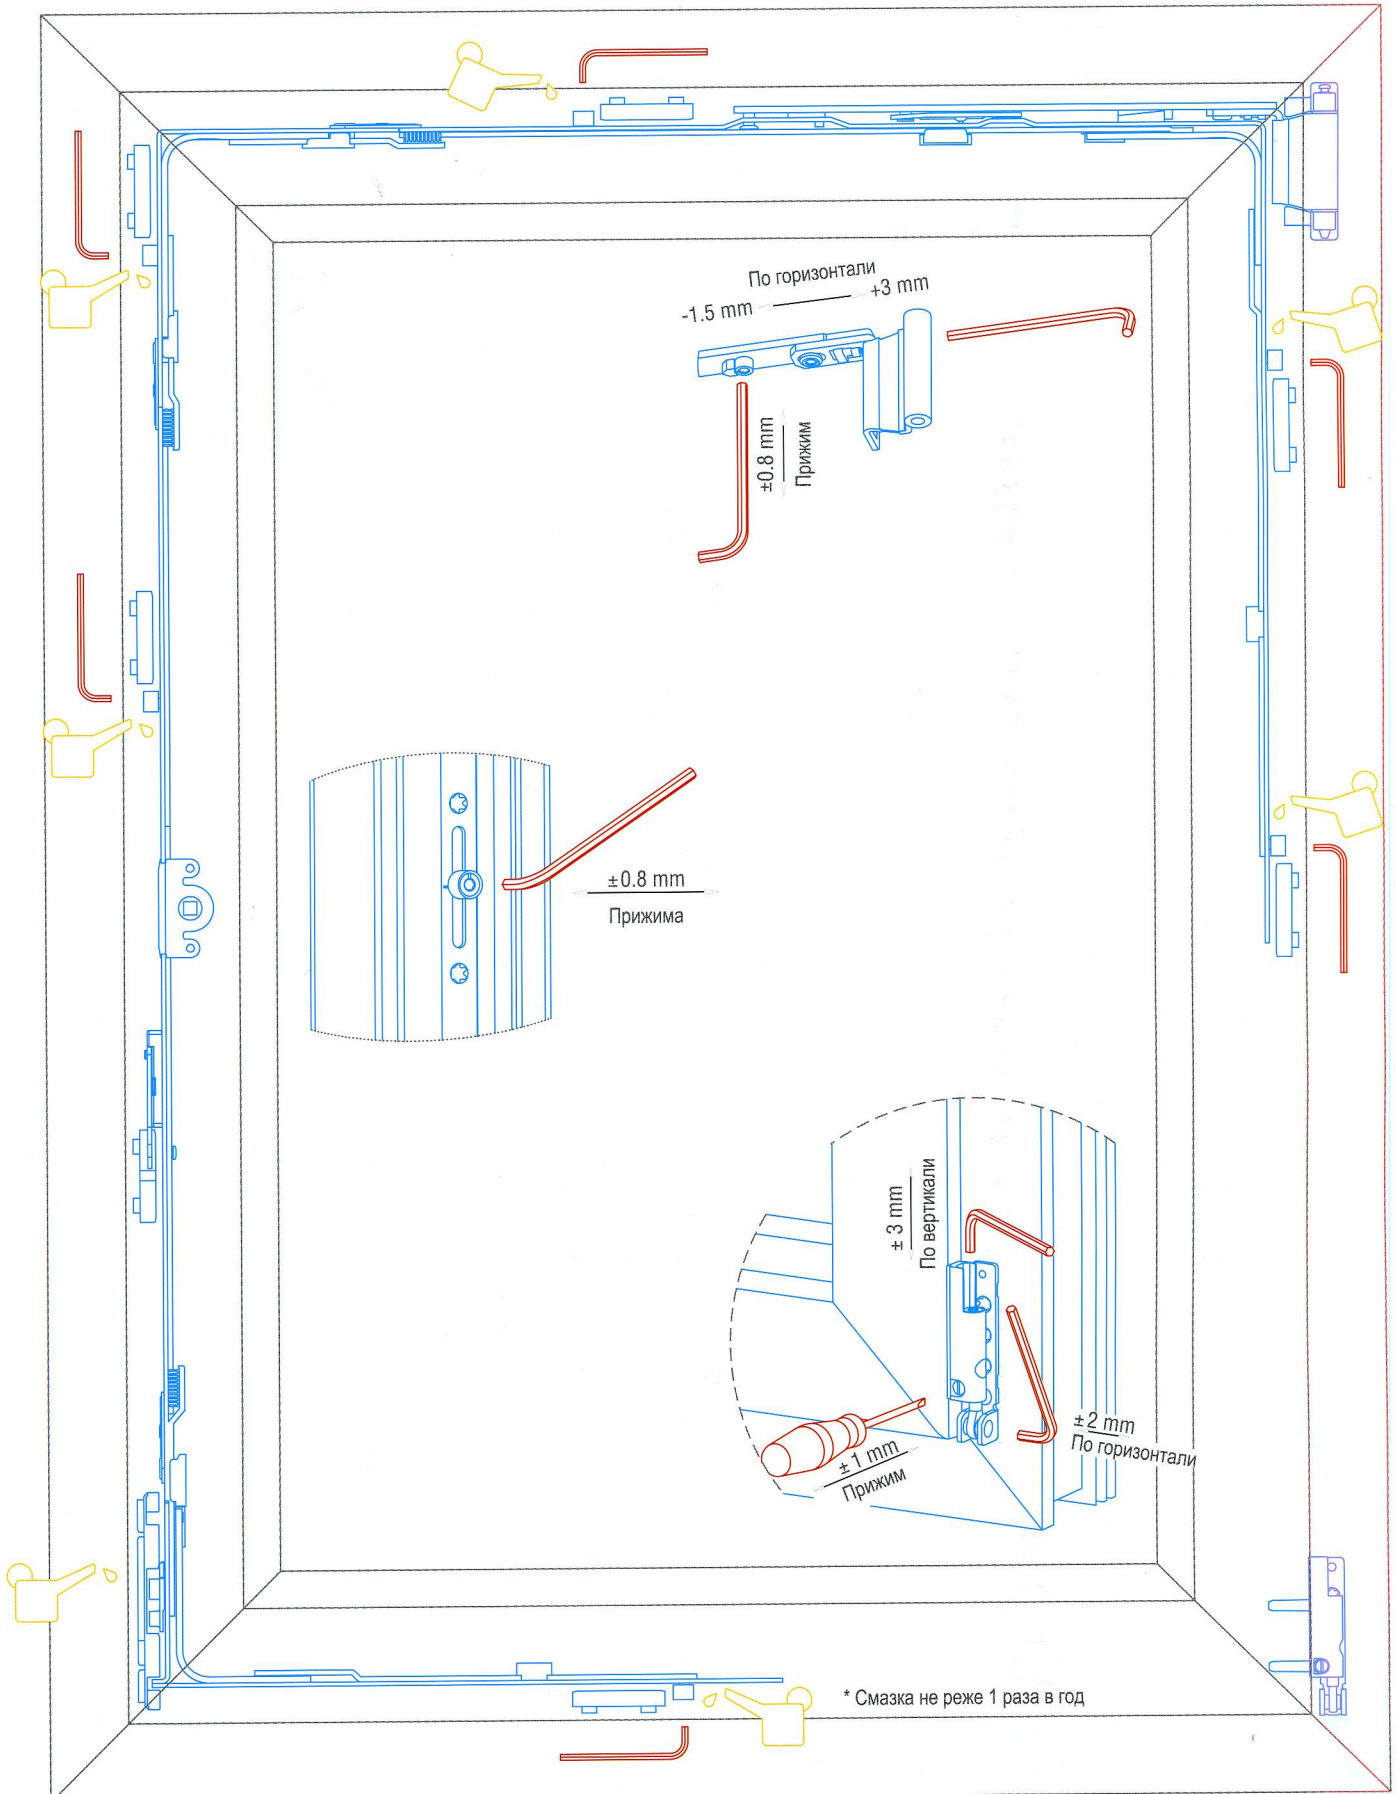 По горизонтали
-1.5 mm
+3 mm
±0.8 mm
Прижим
±0.8 mm
Прижима
± 3 mm
По вертикали
±2 mm
По горизонтали
± 1 mm
Прижим
* Смазка не реже 1 раза в год